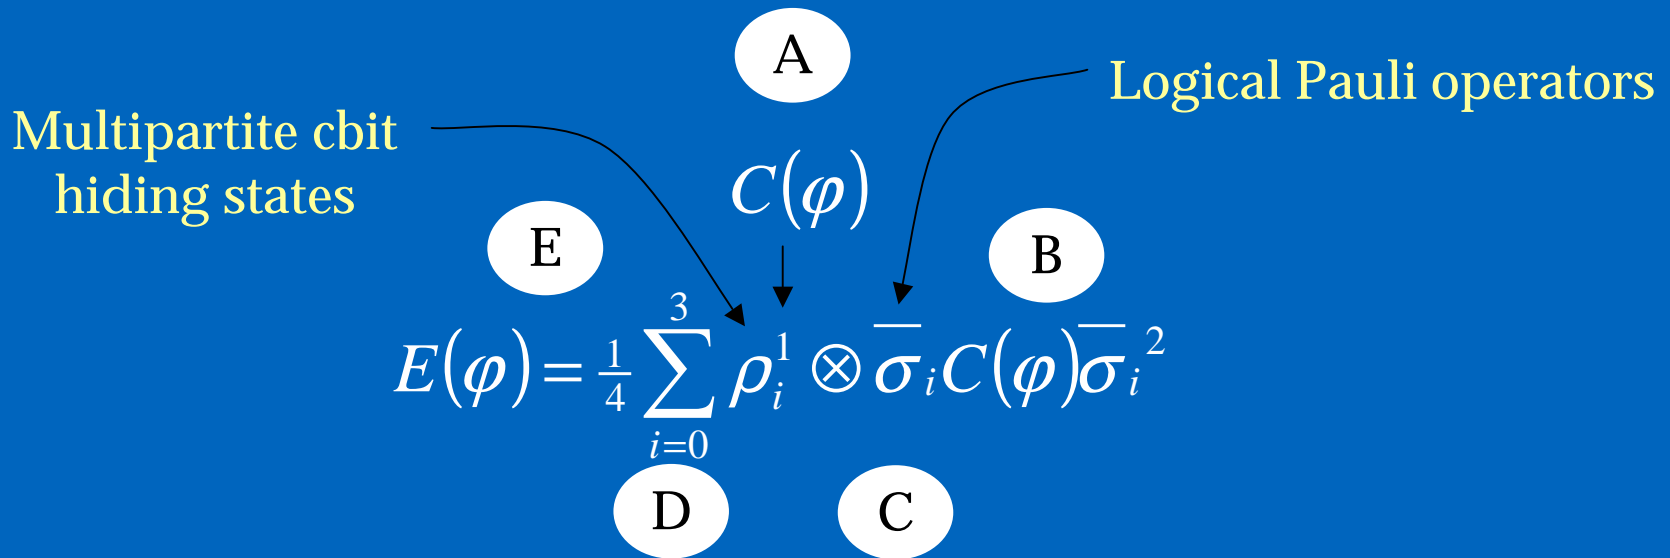 A
Logical Pauli operators
Multipartite cbit
hiding states
C(φ)
E
B
E(φ) = 1/4 ∑_{i=0}^{3} ρ_i^1 ⊗ σ̅_i C(φ) σ̅_i ^2
D
C